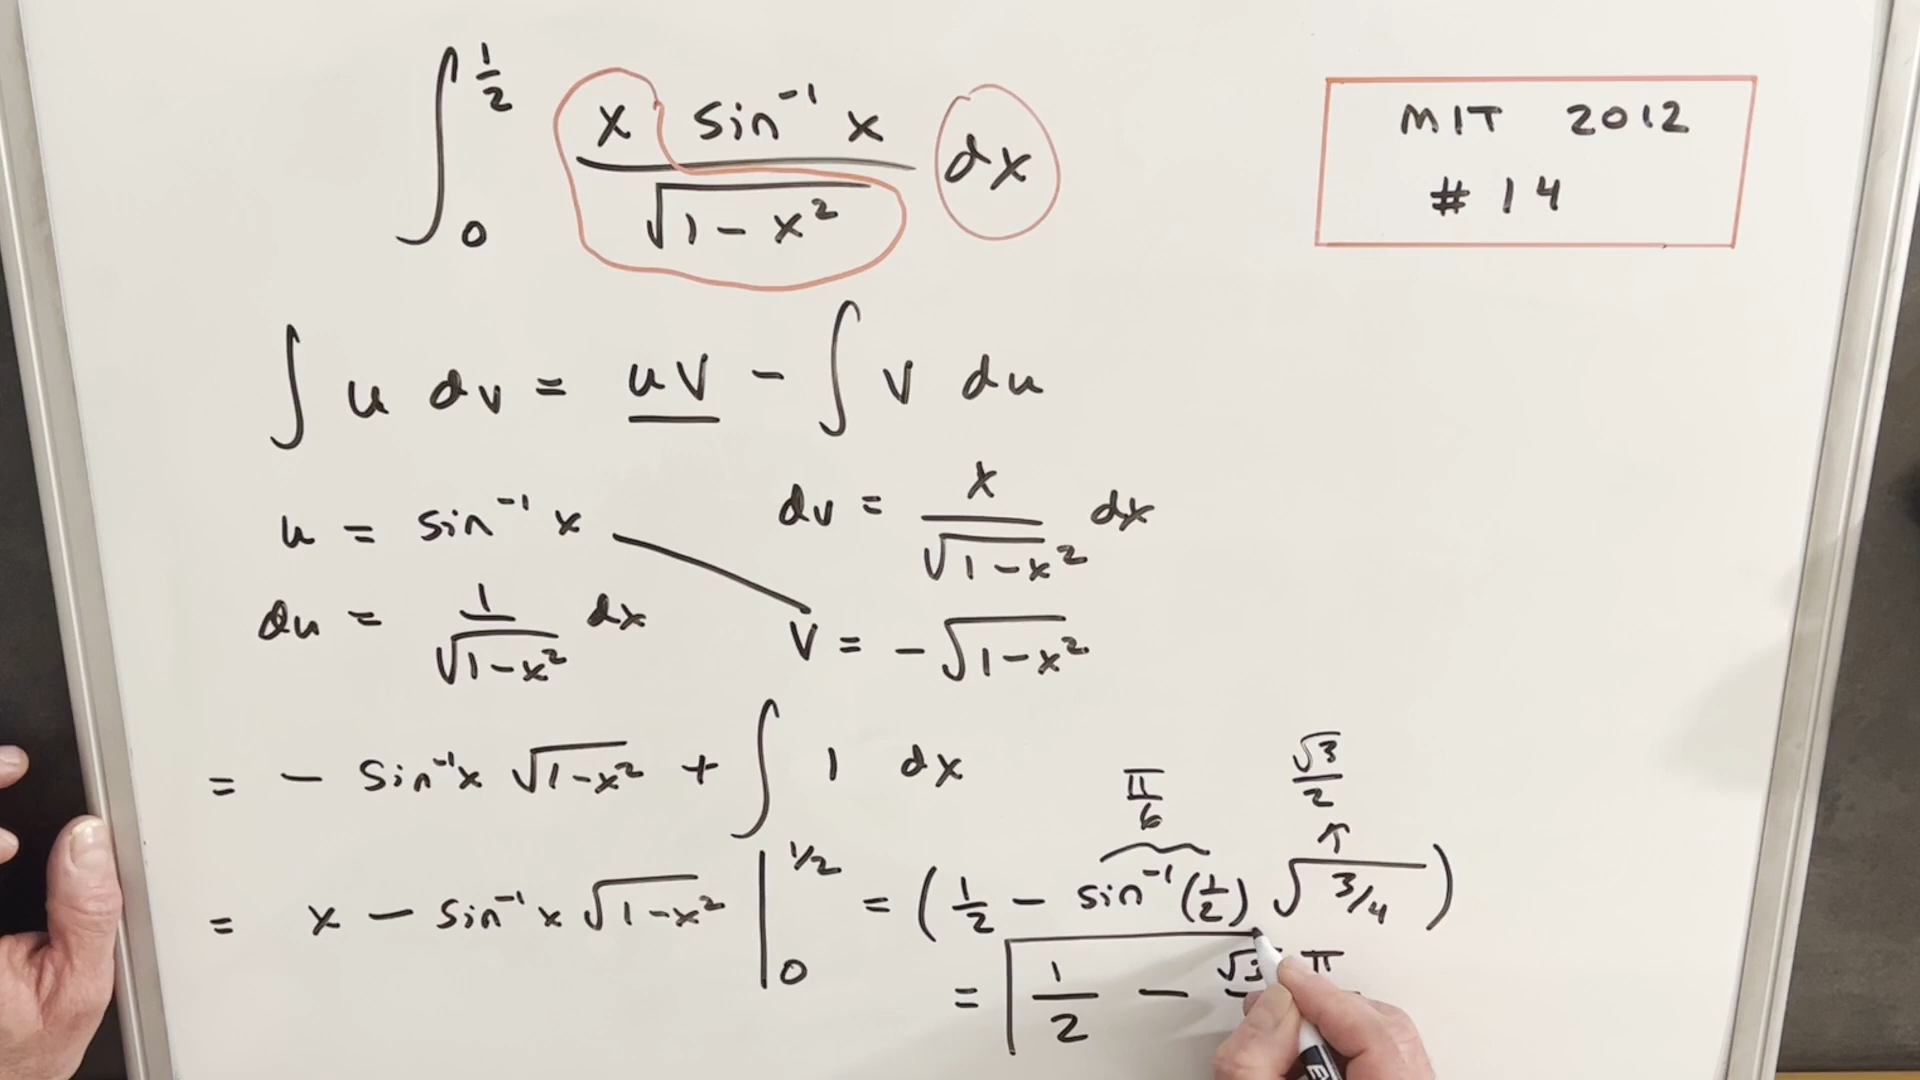 ∫₀^½ x sin⁻¹ x / √(1 - x²) dx
MIT 2012
# 14
∫ u dv = uv - ∫ v du
u = sin⁻¹ x
dv = x / √(1-x²) dx
du = 1 / √(1-x²) dx
v = -√(1-x²)
= - sin⁻¹x √(1-x²) + ∫ 1 dx
π/6
√3/2
↑
= x - sin⁻¹x √(1-x²) |₀^1/2 = (½ - sin⁻¹(½) √(3/4))
= 1/2 - √3 π